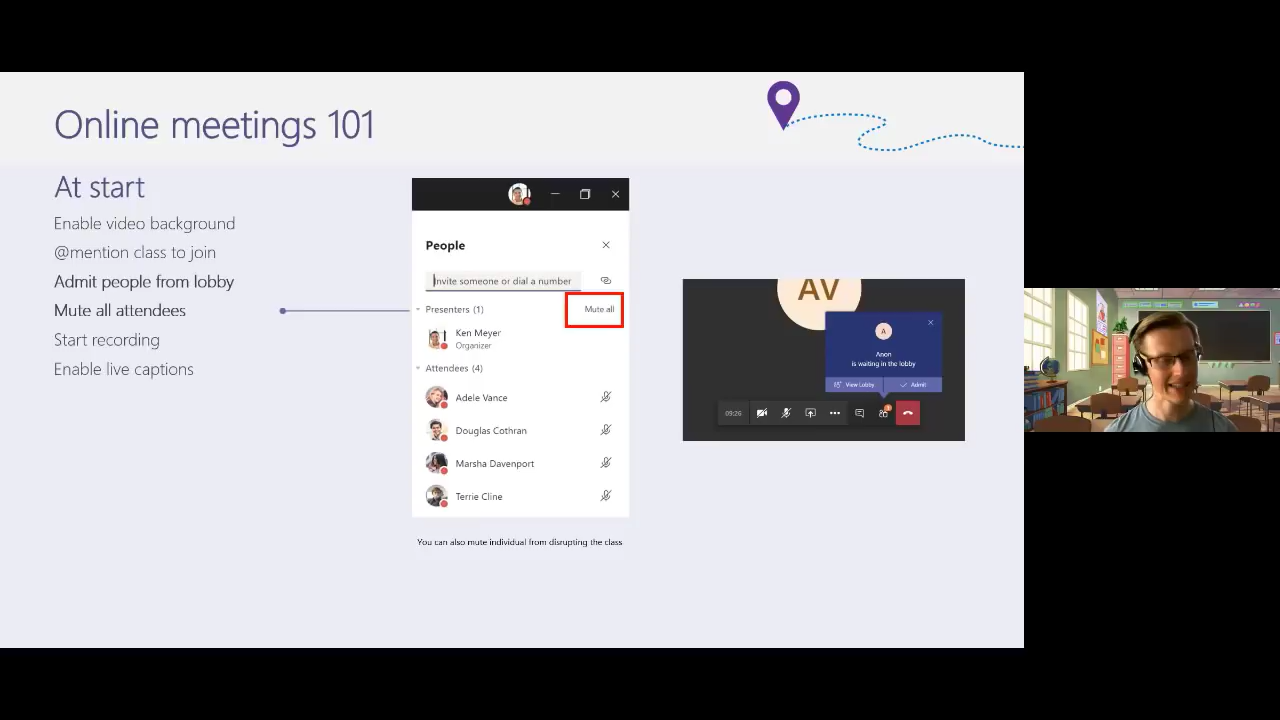 Online meetings 101
At start
Enable video background
@mention class to join
Admit people from lobby
Mute all attendees
Start recording
Enable live captions
People
Invite someone or dial a number
Presenters (1)
Mute all
Ken Meyer
Organizer
Attendees (4)
Adele Vance
Douglas Cothran
Marsha Davenport
Terrie Cline
You can also mute individual from disrupting the class
AV
A
Anon
is waiting in the lobby
View Lobby
Admit
09:26
1